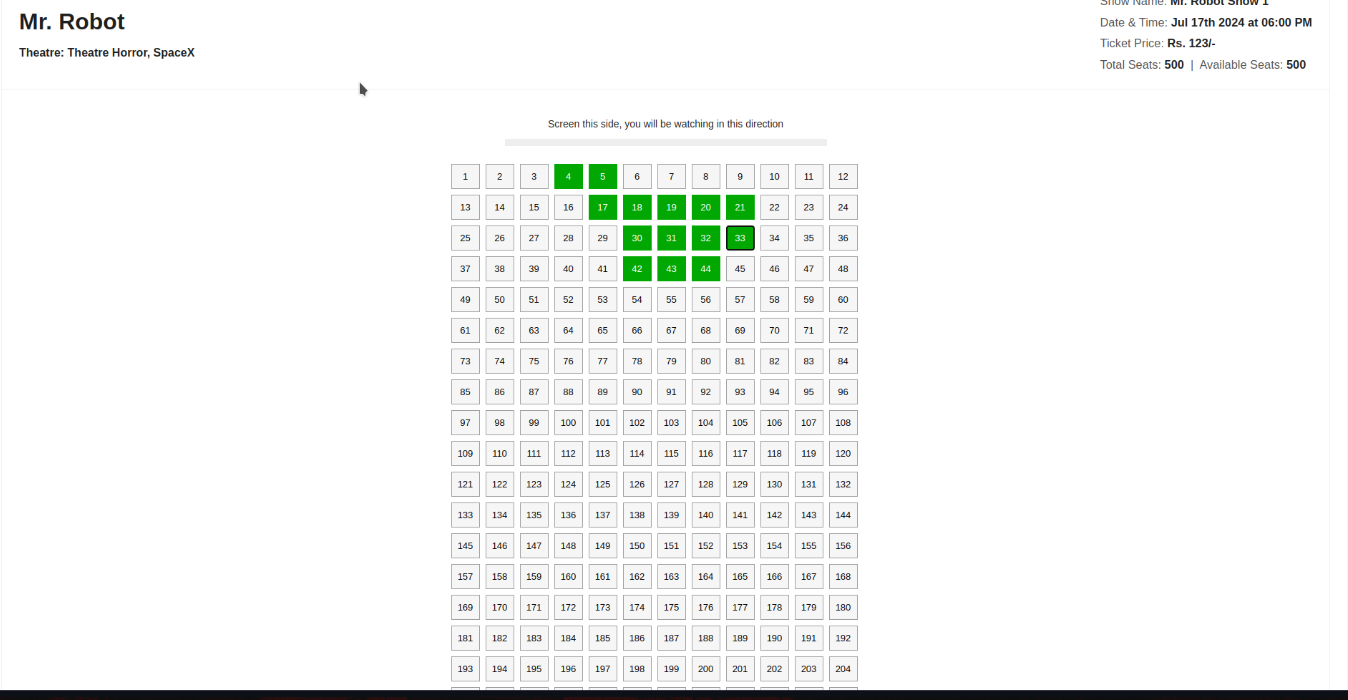 Show Name: Mr. Robot Show 1
Mr. Robot
Date & Time: Jul 17th 2024 at 06:00 PM
Ticket Price: Rs. 123/-
Theatre: Theatre Horror, SpaceX
Total Seats: 500 | Available Seats: 500
Screen this side, you will be watching in this direction
1 2 3 4 5 6 7 8 9 10 11 12
13 14 15 16 17 18 19 20 21 22 23 24
25 26 27 28 29 30 31 32 33 34 35 36
37 38 39 40 41 42 43 44 45 46 47 48
49 50 51 52 53 54 55 56 57 58 59 60
61 62 63 64 65 66 67 68 69 70 71 72
73 74 75 76 77 78 79 80 81 82 83 84
85 86 87 88 89 90 91 92 93 94 95 96
97 98 99 100 101 102 103 104 105 106 107 108
109 110 111 112 113 114 115 116 117 118 119 120
121 122 123 124 125 126 127 128 129 130 131 132
133 134 135 136 137 138 139 140 141 142 143 144
145 146 147 148 149 150 151 152 153 154 155 156
157 158 159 160 161 162 163 164 165 166 167 168
169 170 171 172 173 174 175 176 177 178 179 180
181 182 183 184 185 186 187 188 189 190 191 192
193 194 195 196 197 198 199 200 201 202 203 204